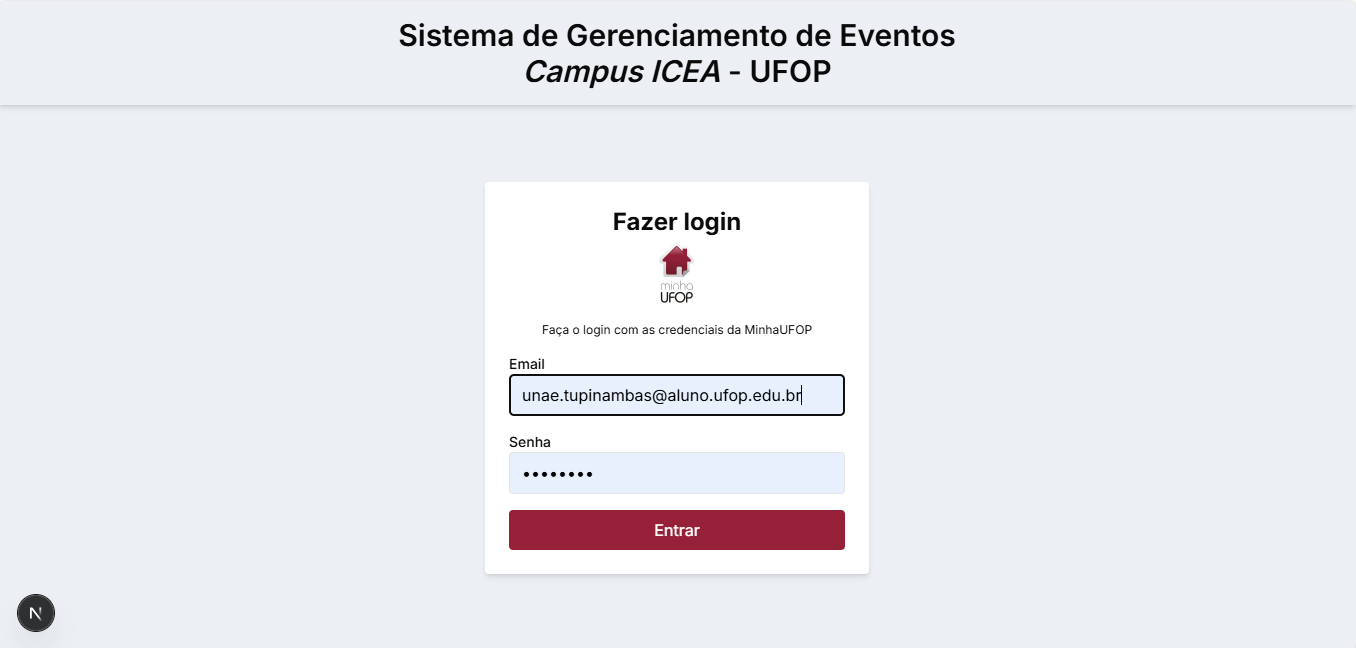 Sistema de Gerenciamento de Eventos
Campus ICEA - UFOP
Fazer login
minha
UFOP
Faça o login com as credenciais da MinhaUFOP
Email
unae.tupinambas@aluno.ufop.edu.br
Senha
••••••••
Entrar
N